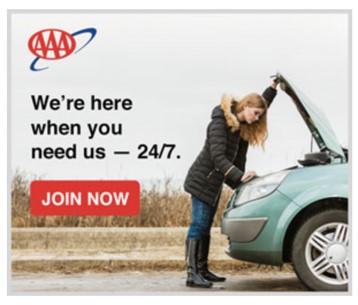 AAA
We're here
when you
need us — 24/7.
JOIN NOW